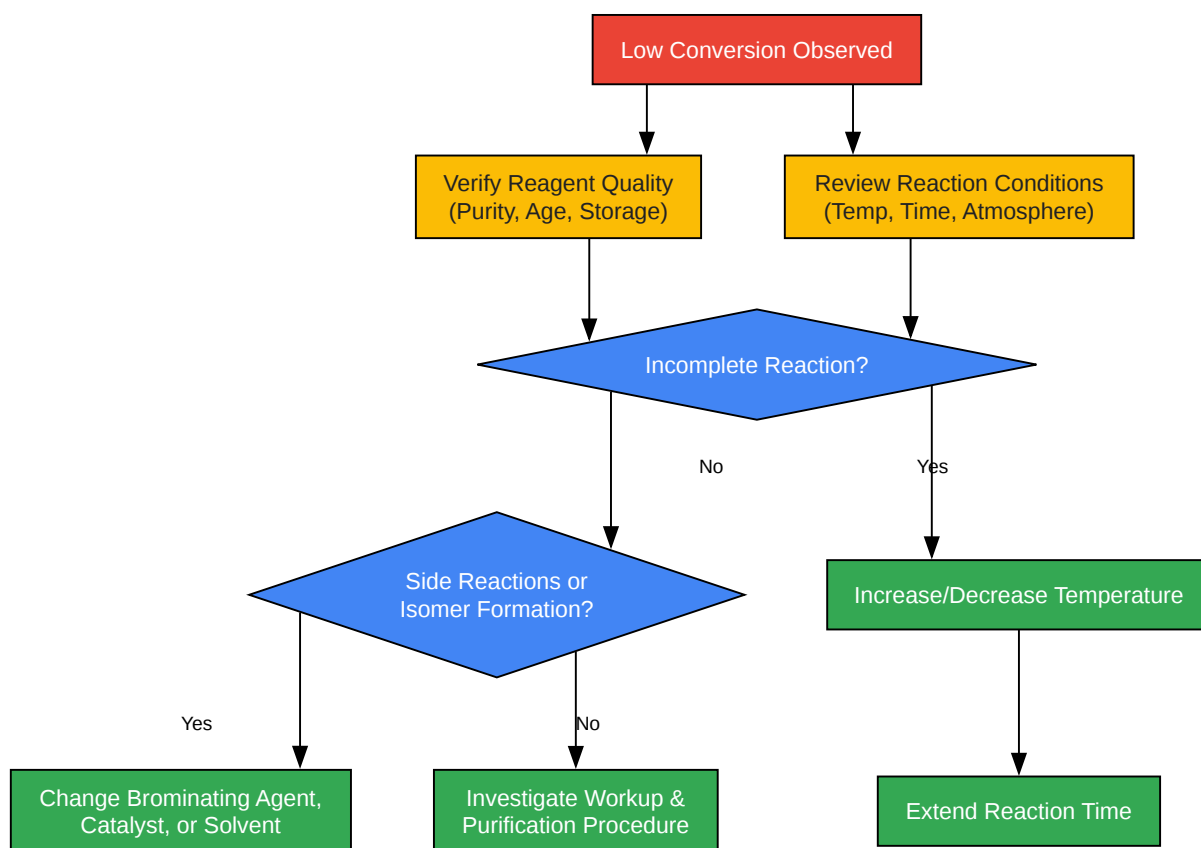 Low Conversion Observed
Verify Reagent Quality
(Purity, Age, Storage)
Review Reaction Conditions
(Temp, Time, Atmosphere)
Incomplete Reaction?
No
Yes
Side Reactions or
Isomer Formation?
Increase/Decrease Temperature
Yes
No
Change Brominating Agent,
Catalyst, or Solvent
Investigate Workup &
Purification Procedure
Extend Reaction Time